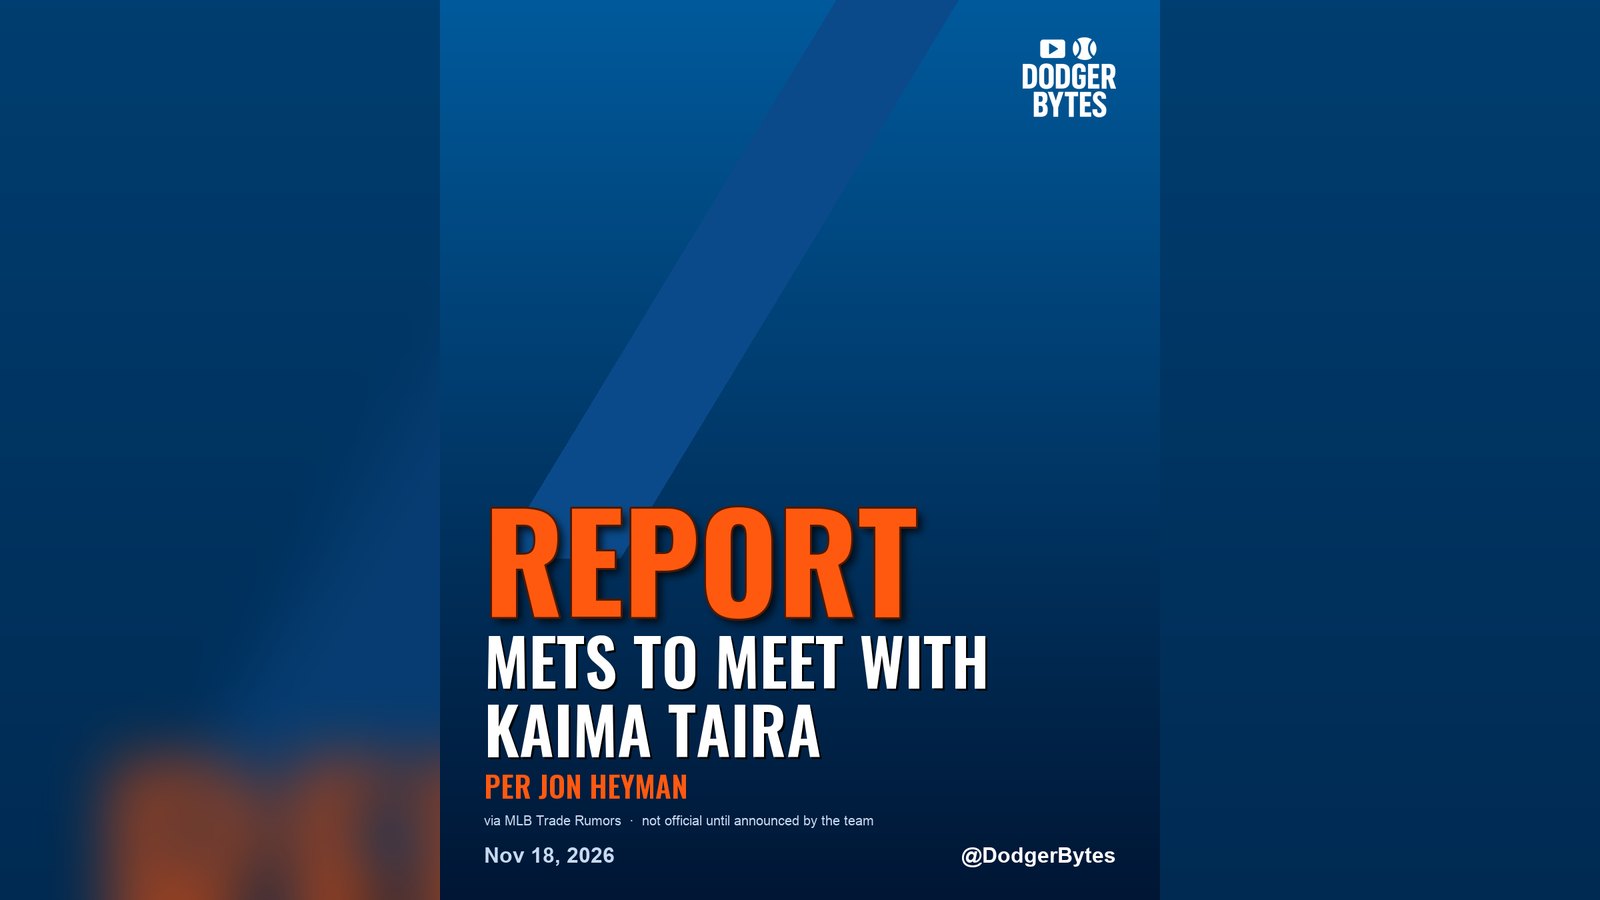 DODGER
BYTES
REPORT
METS TO MEET WITH
KAIMA TAIRA
PER JON HEYMAN
via MLB Trade Rumors · not official until announced by the team
Nov 18, 2026
@DodgerBytes